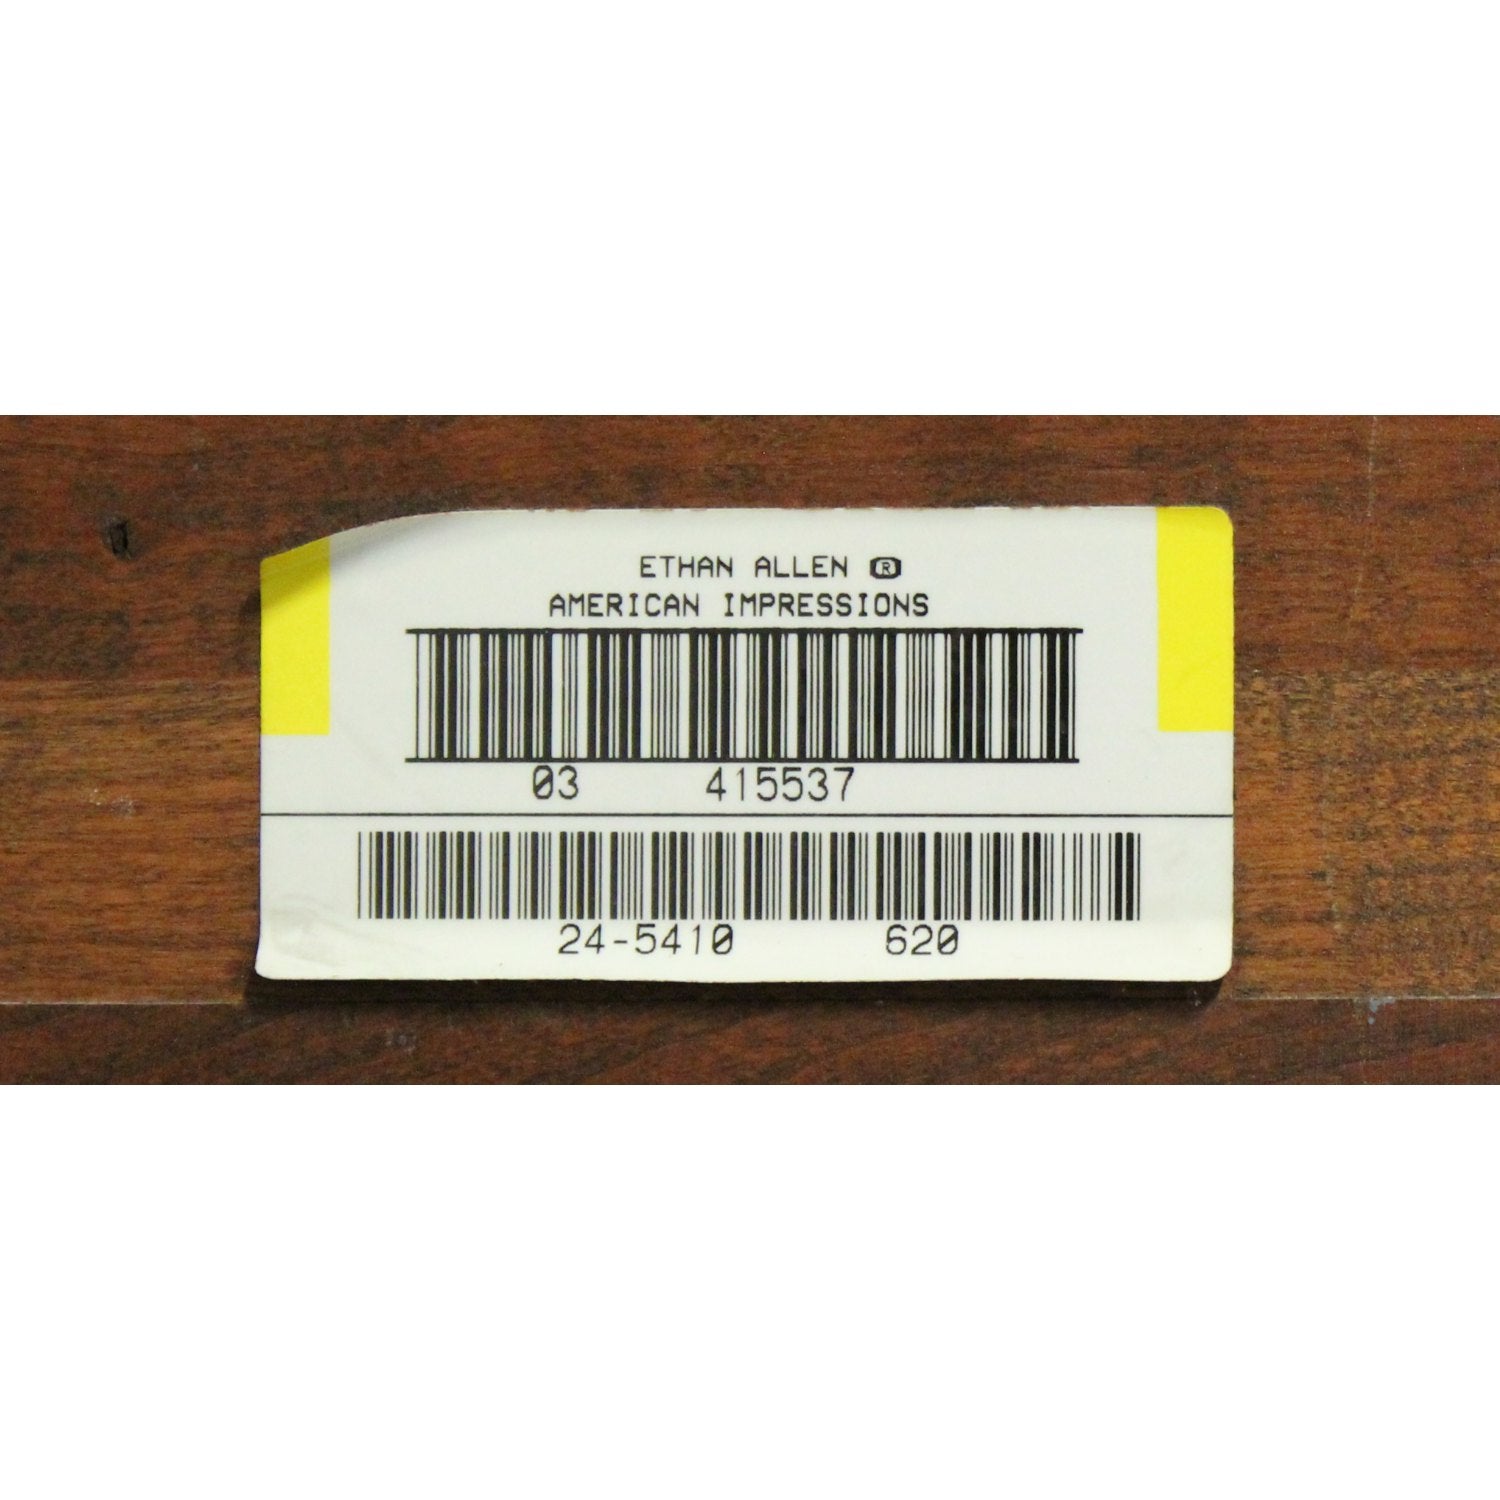 ETHAN ALLEN ®
AMERICAN IMPRESSIONS
03 415537
24-5410 620